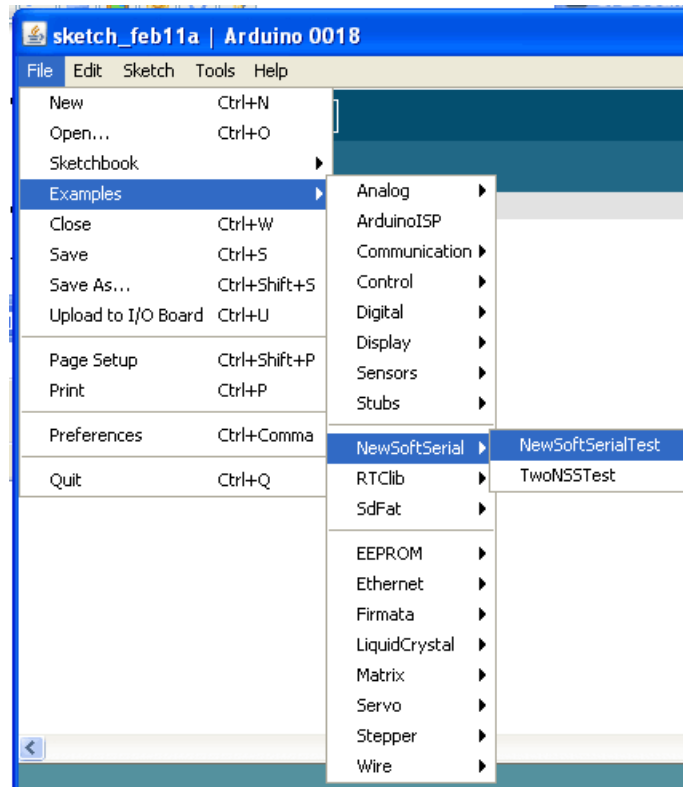 sketch_feb11a | Arduino 0018
File Edit Sketch Tools Help
New Ctrl+N
Open... Ctrl+O
Sketchbook
Examples
Close Ctrl+W
Save Ctrl+S
Save As... Ctrl+Shift+S
Upload to I/O Board Ctrl+U
Page Setup Ctrl+Shift+P
Print Ctrl+P
Preferences Ctrl+Comma
Quit Ctrl+Q
Analog
ArduinoISP
Communication
Control
Digital
Display
Sensors
Stubs
NewSoftSerial
RTClib
SdFat
EEPROM
Ethernet
Firmata
LiquidCrystal
Matrix
Servo
Stepper
Wire
NewSoftSerialTest
TwoNSSTest